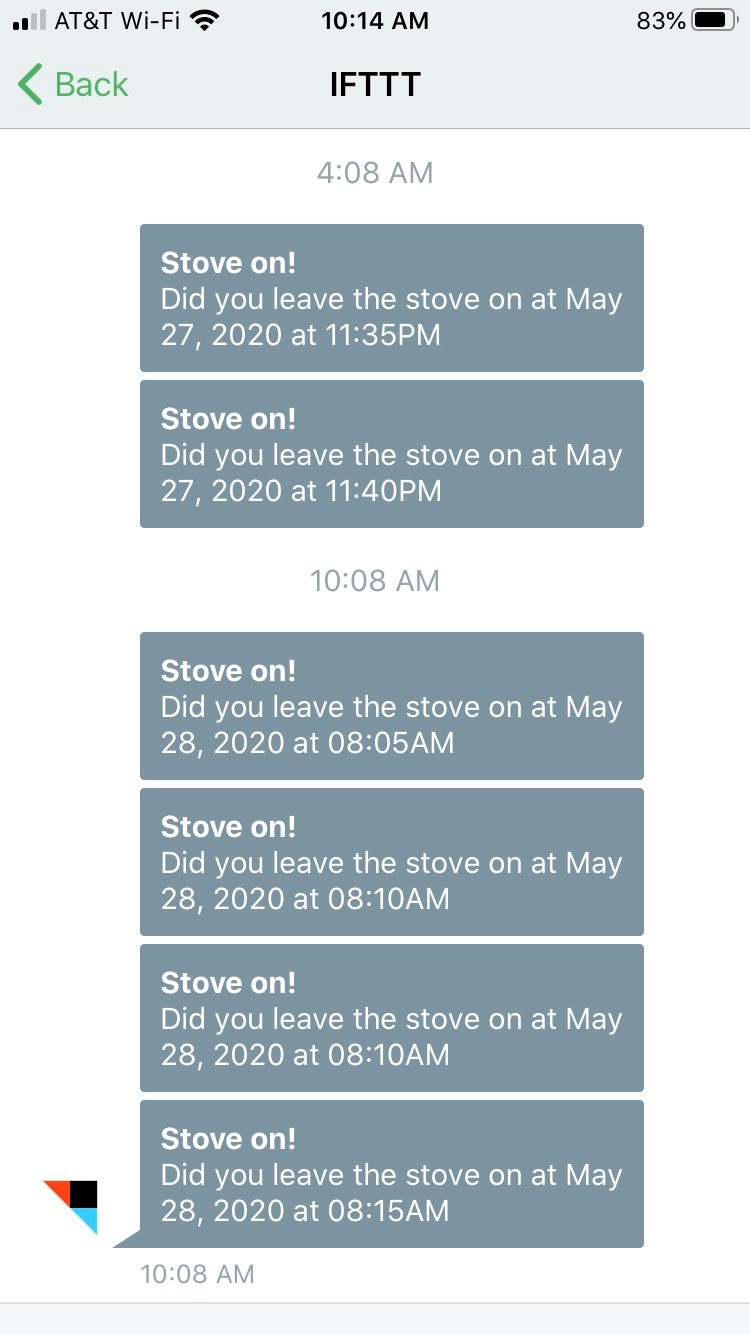 AT&T Wi-Fi 10:14 AM 83%
Back IFTTT
4:08 AM
Stove on!
Did you leave the stove on at May
27, 2020 at 11:35PM
Stove on!
Did you leave the stove on at May
27, 2020 at 11:40PM
10:08 AM
Stove on!
Did you leave the stove on at May
28, 2020 at 08:05AM
Stove on!
Did you leave the stove on at May
28, 2020 at 08:10AM
Stove on!
Did you leave the stove on at May
28, 2020 at 08:10AM
Stove on!
Did you leave the stove on at May
28, 2020 at 08:15AM
10:08 AM